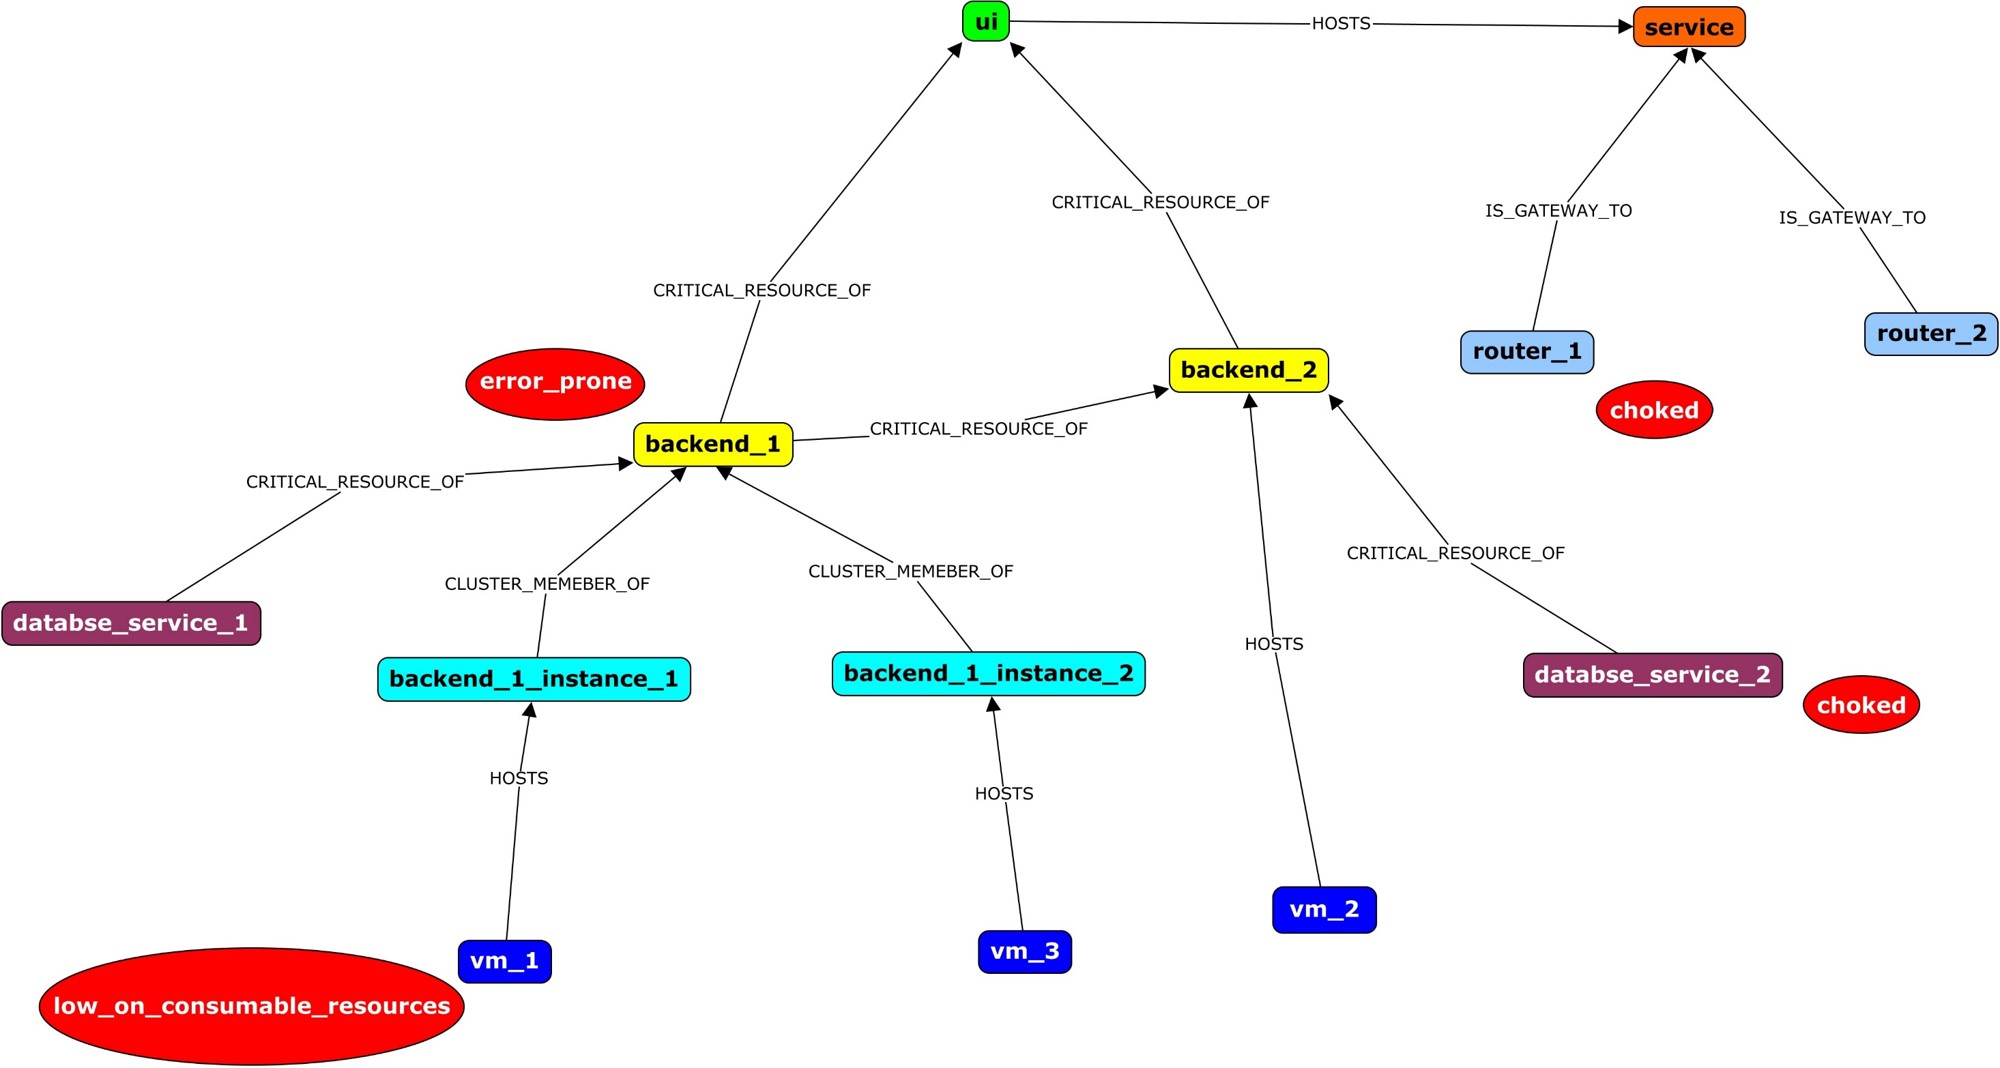 ui
HOSTS
service
CRITICAL_RESOURCE_OF
IS_GATEWAY_TO
IS_GATEWAY_TO
CRITICAL_RESOURCE_OF
router_2
router_1
backend_2
error_prone
choked
CRITICAL_RESOURCE_OF
backend_1
CRITICAL_RESOURCE_OF
CRITICAL_RESOURCE_OF
CLUSTER_MEMEBER_OF
CLUSTER_MEMEBER_OF
databse_service_1
HOSTS
backend_1_instance_1
backend_1_instance_2
databse_service_2
choked
HOSTS
HOSTS
vm_2
vm_1
vm_3
low_on_consumable_resources